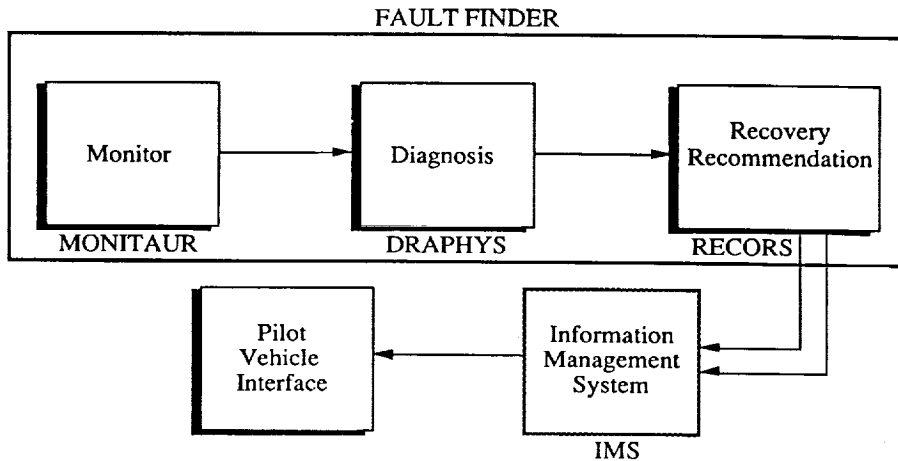 FAULT FINDER
Monitor
Diagnosis
Recovery
Recommendation
MONITAUR
DRAPHYS
RECORS
Pilot
Vehicle
Interface
Information
Management
System
IMS